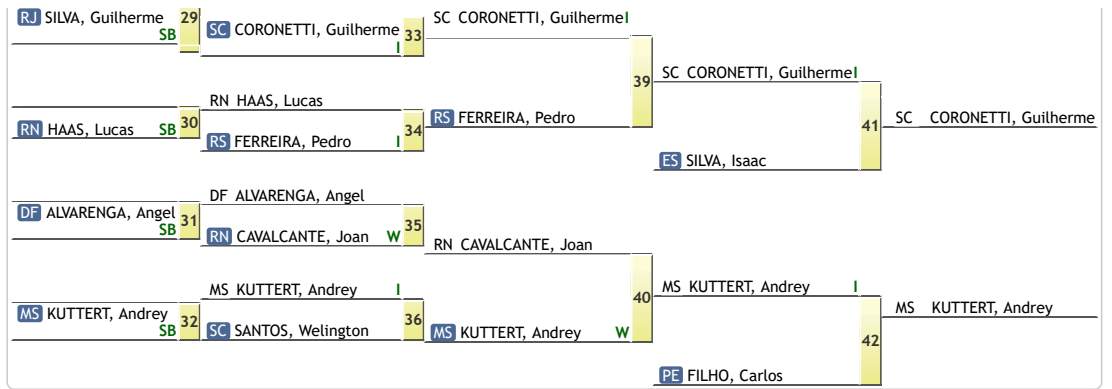 RJ SILVA, Guilherme
SB
29
SC CORONETTI, Guilherme
I
33
SC CORONETTI, Guilherme I
39
SC CORONETTI, Guilherme I
41
SC CORONETTI, Guilherme
RN HAAS, Lucas SB
30
RN HAAS, Lucas
RS FERREIRA, Pedro I
34
RS FERREIRA, Pedro
ES SILVA, Isaac
DF ALVARENGA, Angel
SB
31
DF ALVARENGA, Angel
RN CAVALCANTE, Joan W
35
RN CAVALCANTE, Joan
40
MS KUTTERT, Andrey I
42
MS KUTTERT, Andrey
MS KUTTERT, Andrey
SB
32
MS KUTTERT, Andrey I
SC SANTOS, Welington
36
MS KUTTERT, Andrey W
PE FILHO, Carlos